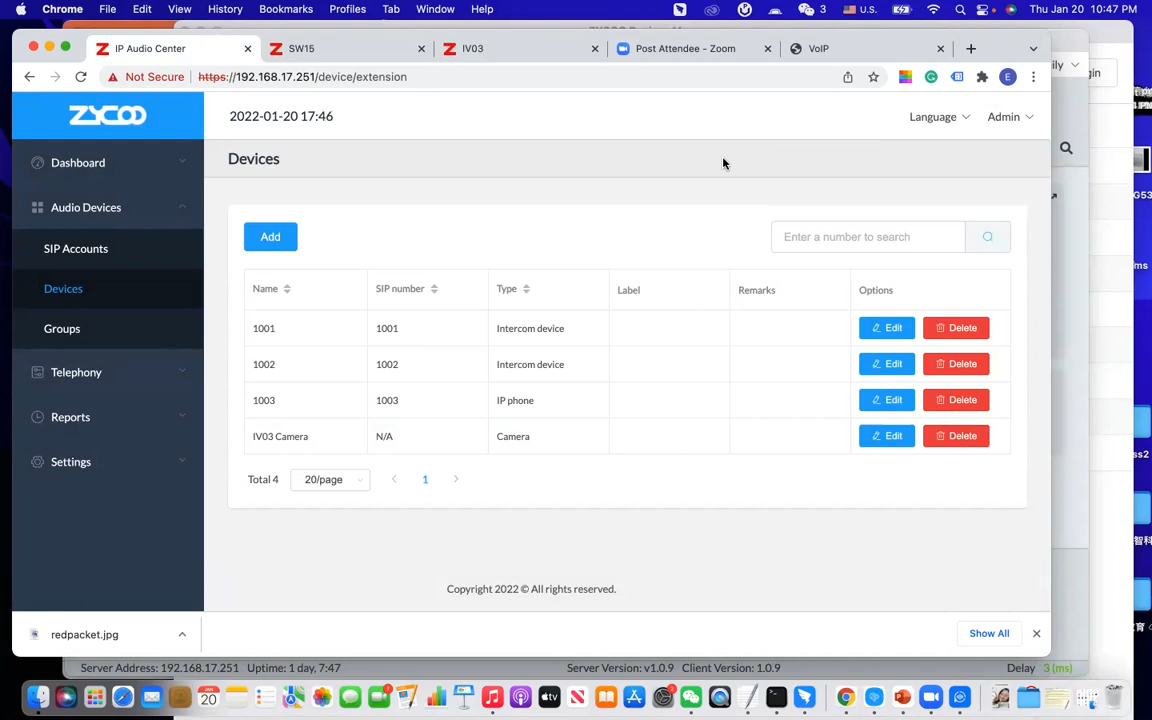 Chrome File Edit View History Bookmarks Profiles Tab Window Help 3 U.S. Thu Jan 20 10:47 PM
IP Audio Center SW15 IV03 Post Attendee - Zoom VoIP
Not Secure https://192.168.17.251/device/extension E
ZYCOO 2022-01-20 17:46 Language Admin
Devices
Dashboard
Audio Devices
SIP Accounts
Devices
Groups
Telephony
Reports
Settings
Add Enter a number to search
Name SIP number Type Label Remarks Options
1001 1001 Intercom device Edit Delete
1002 1002 Intercom device Edit Delete
1003 1003 IP phone Edit Delete
IV03 Camera N/A Camera Edit Delete
Total 4 20/page 1
Copyright 2022 © All rights reserved.
redpacket.jpg Show All
Server Address: 192.168.17.251 Uptime: 1 day, 7:47 Server Version: v1.0.9 Client Version: 1.0.9 Delay 3 (ms)